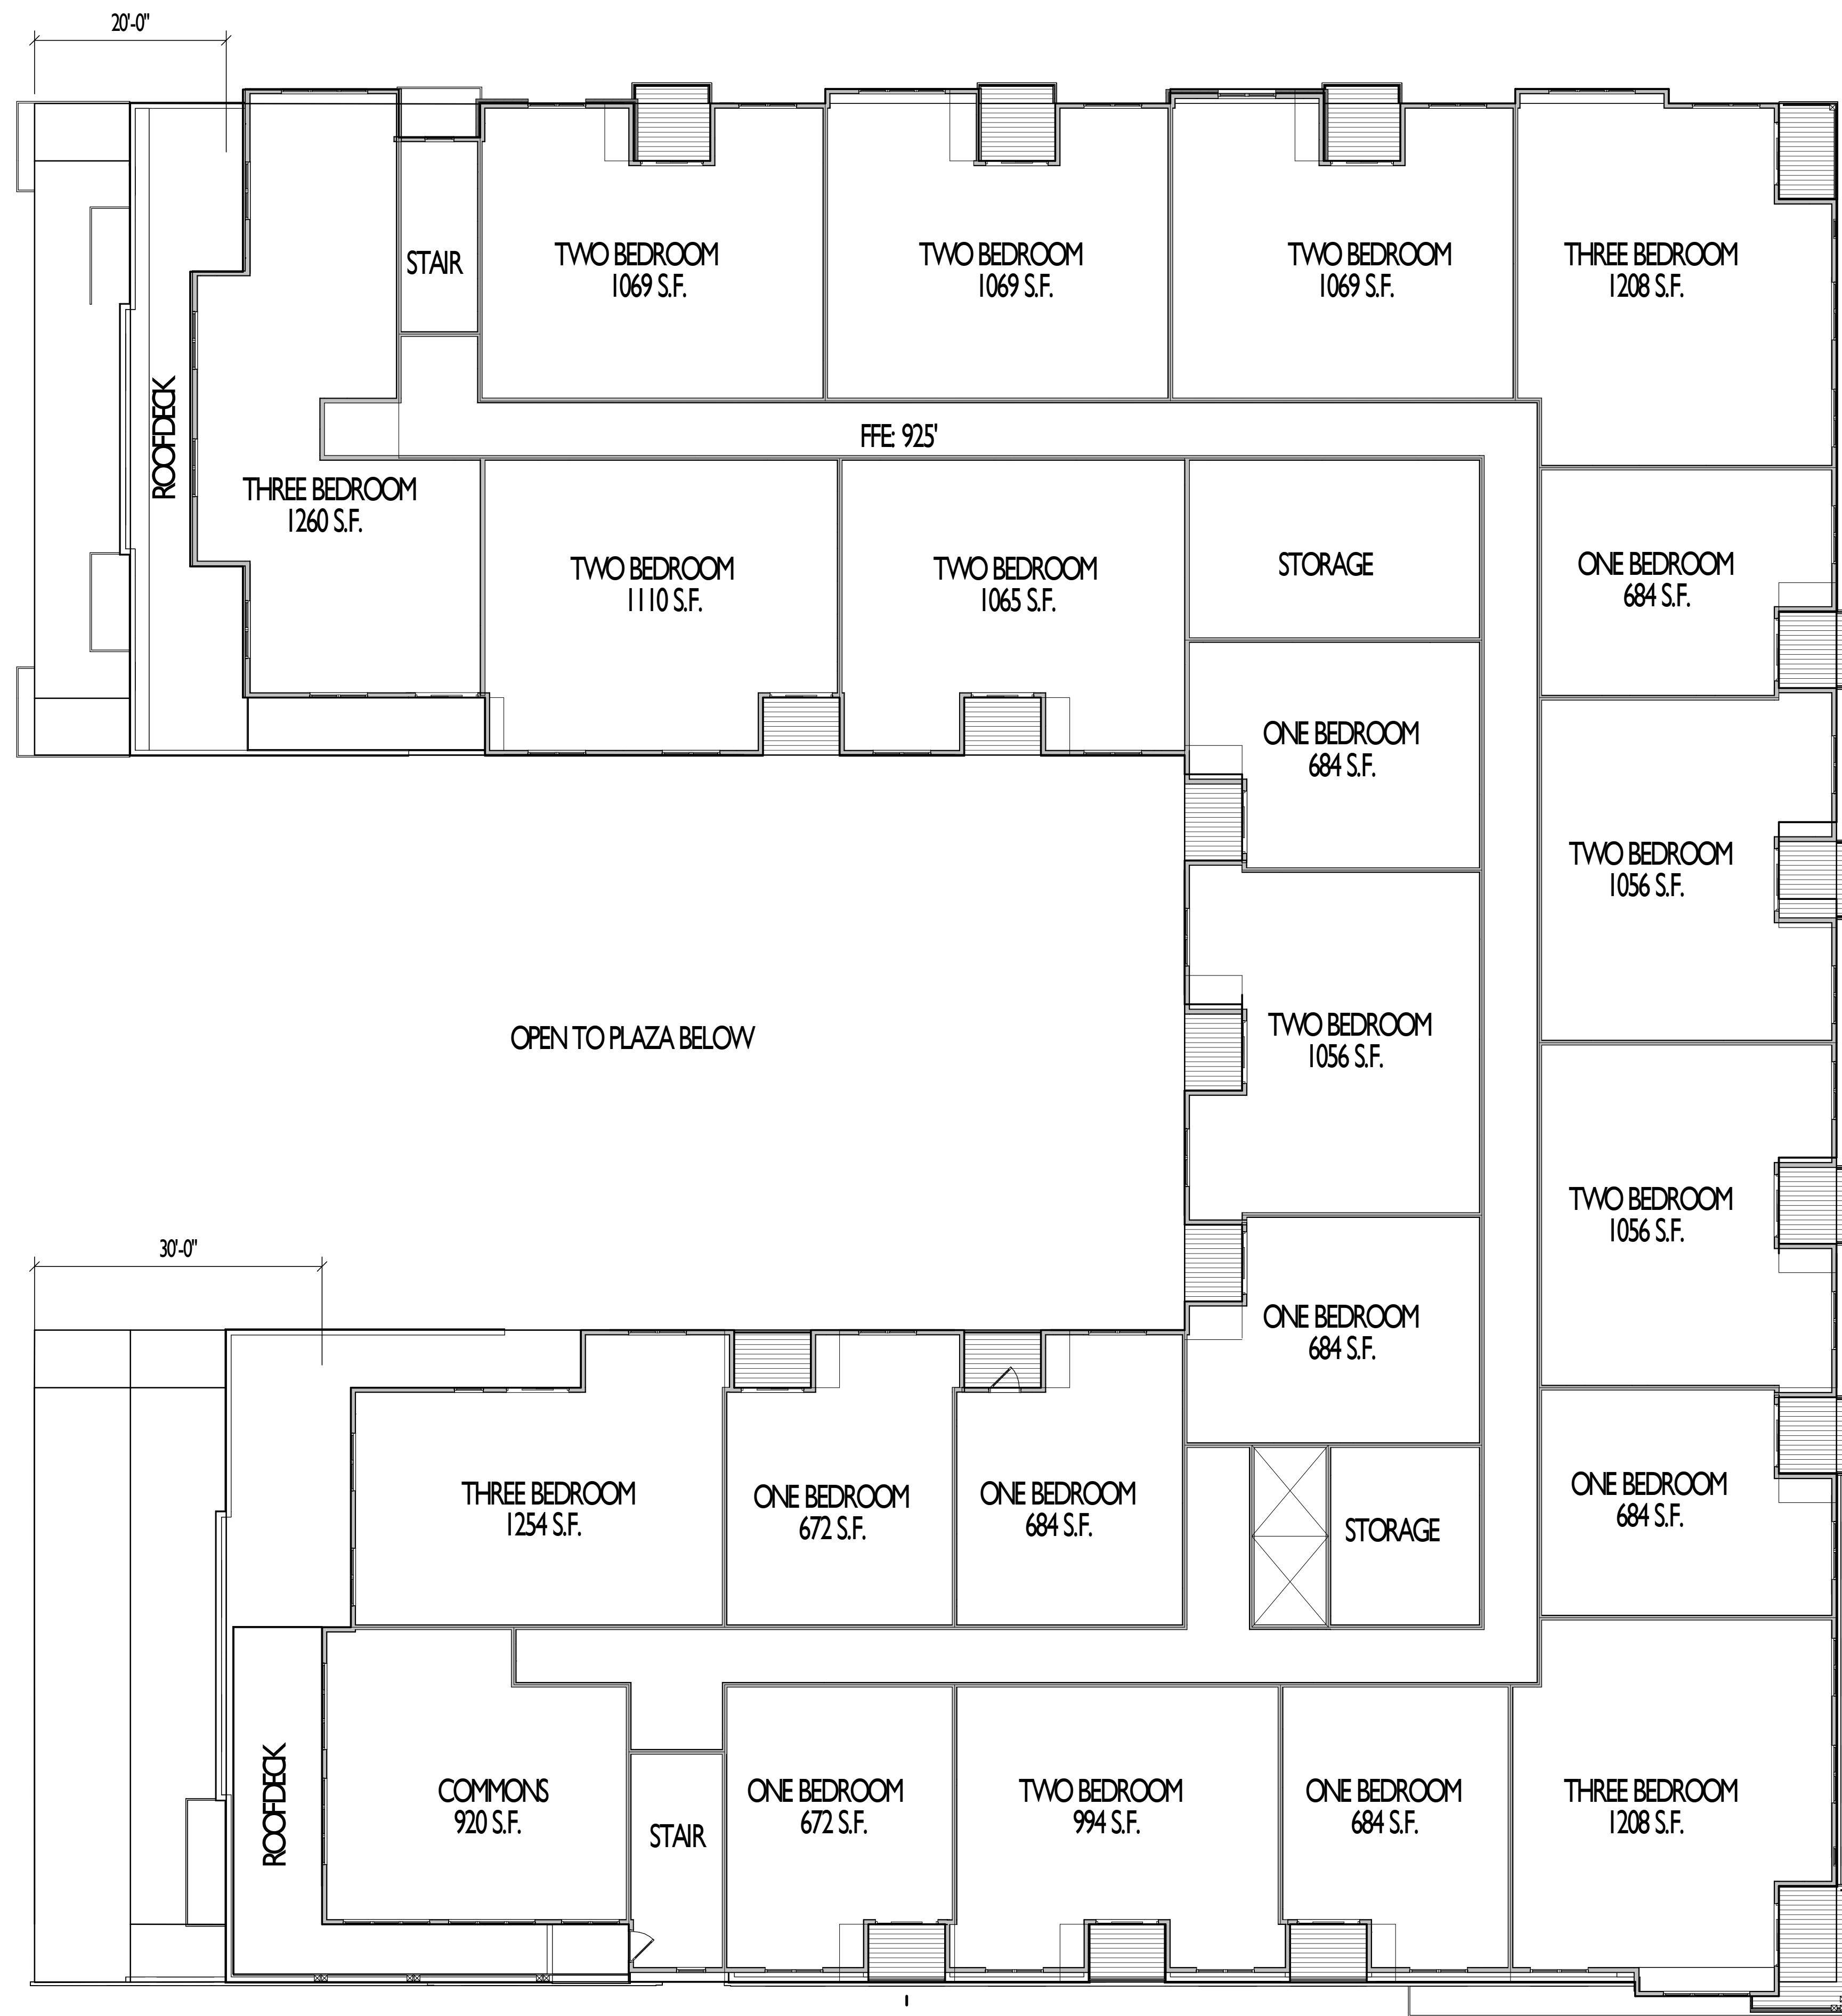 20'-0"
STAIR
TWO BEDROOM
1069 S.F.
TWO BEDROOM
1069 S.F.
TWO BEDROOM
1069 S.F.
THREE BEDROOM
1208 S.F.
ROOFDECK
FFE: 925'
THREE BEDROOM
1260 S.F.
TWO BEDROOM
1110 S.F.
TWO BEDROOM
1065 S.F.
STORAGE
ONE BEDROOM
684 S.F.
ONE BEDROOM
684 S.F.
TWO BEDROOM
1056 S.F.
OPEN TO PLAZA BELOW
TWO BEDROOM
1056 S.F.
TWO BEDROOM
1056 S.F.
30'-0"
ONE BEDROOM
684 S.F.
THREE BEDROOM
1254 S.F.
ONE BEDROOM
672 S.F.
ONE BEDROOM
684 S.F.
STORAGE
ONE BEDROOM
684 S.F.
ROOFDECK
COMMONS
920 S.F.
STAIR
ONE BEDROOM
672 S.F.
TWO BEDROOM
994 S.F.
ONE BEDROOM
684 S.F.
THREE BEDROOM
1208 S.F.